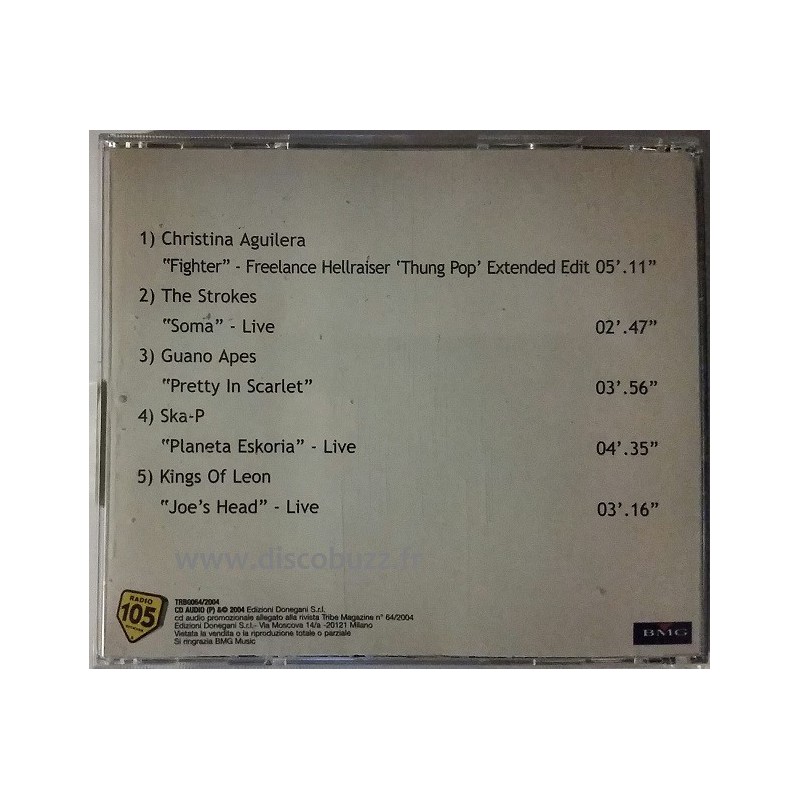 1) Christina Aguilera
"Fighter" - Freelance Hellraiser 'Thung Pop' Extended Edit 05'.11"
2) The Strokes
"Soma" - Live 02'.47"
3) Guano Apes
"Pretty In Scarlet" 03'.56"
4) Ska-P
"Planeta Eskoria" - Live 04'.35"
5) Kings Of Leon
"Joe's Head" - Live 03'.16"
www.discobuzz.fr
RADIO
105
TRB0064/2004
CD AUDIO (P) &© 2004 Edizioni Donegani S.r.l.
cd audio promozionale allegato alla rivista Tribe Magazine n° 64/2004
Edizioni Donegani S.r.l.- Via Moscova 14/a -20121 Milano
Vietata la vendita o la riproduzione totale o parziale
Si ringrazia BMG Music
BMG